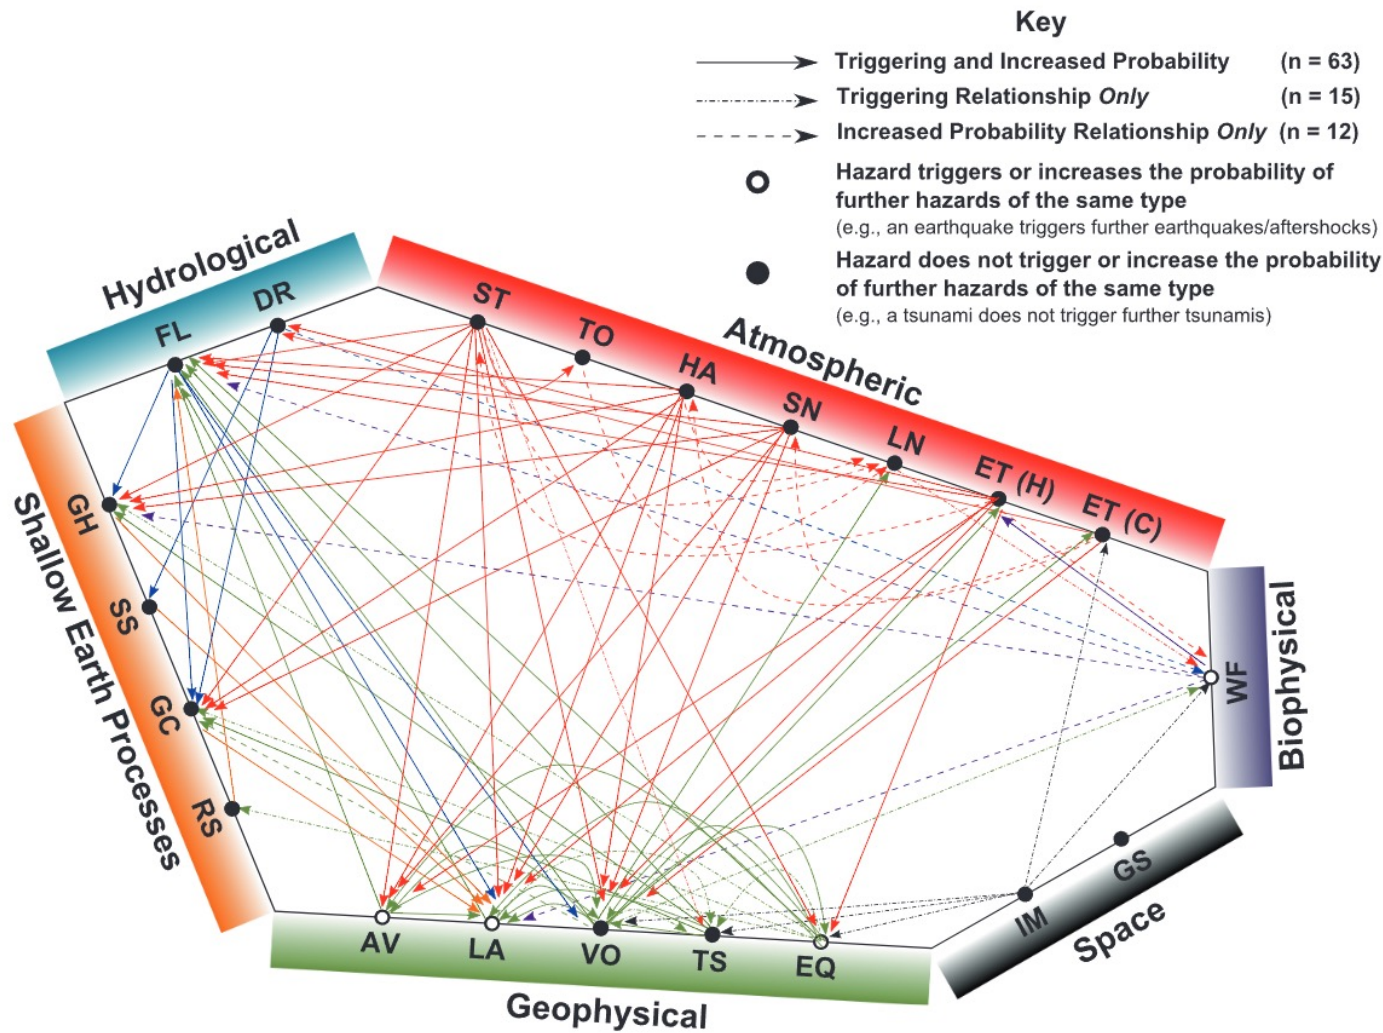 Key
Triggering and Increased Probability (n = 63)
Triggering Relationship Only (n = 15)
Increased Probability Relationship Only (n = 12)
Hazard triggers or increases the probability of
further hazards of the same type
(e.g., an earthquake triggers further earthquakes/aftershocks)
Hazard does not trigger or increase the probability
of further hazards of the same type
(e.g., a tsunami does not trigger further tsunamis)
Hydrological
FL
DR
Atmospheric
ST
TO
HA
SN
LN
ET (H)
ET (C)
Shallow Earth Processes
GH
SS
GC
RS
Biophysical
WF
Space
GS
IM
Geophysical
AV
LA
VO
TS
EQ